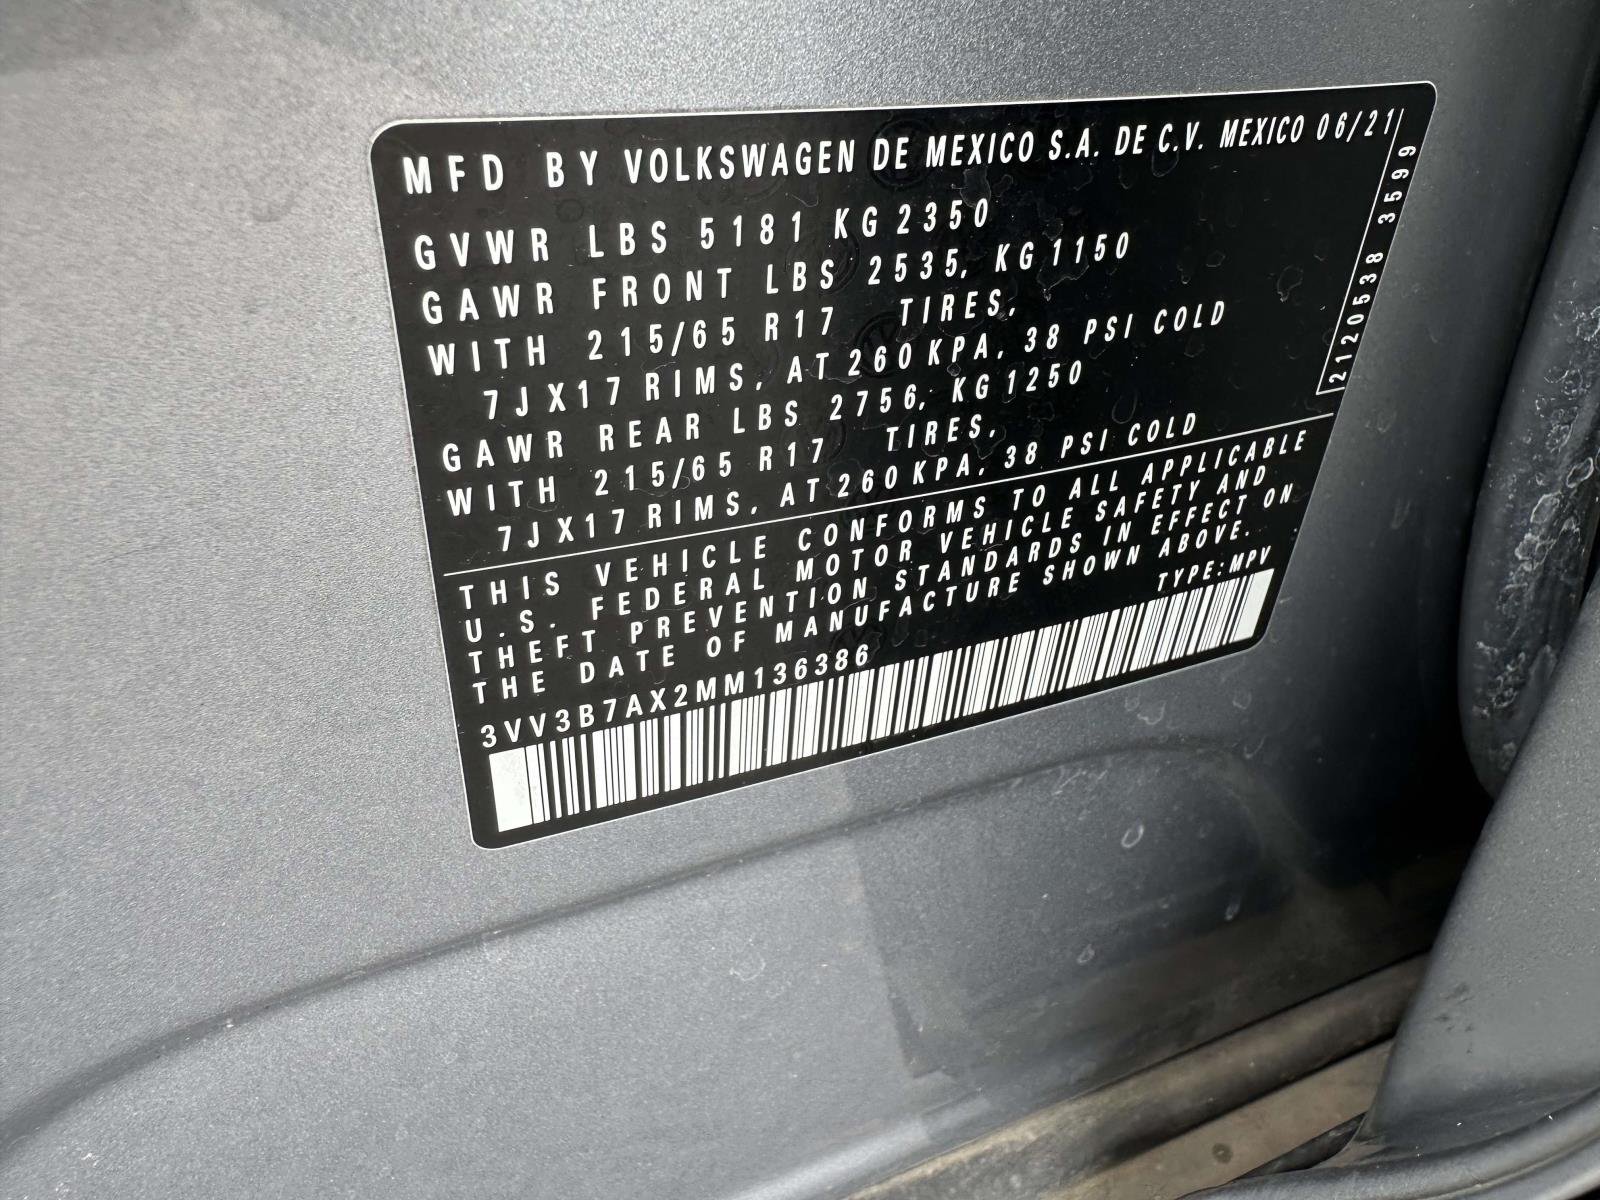 MFD BY VOLKSWAGEN DE MEXICO S.A. DE C.V. MEXICO 06/21
GVWR LBS 5181 KG 2350
GAWR FRONT LBS 2535, KG 1150
WITH 215/65 R17 TIRES,
7JX17 RIMS, AT 260 KPA, 38 PSI COLD
GAWR REAR LBS 2756, KG 1250
WITH 215/65 R17 TIRES,
7JX17 RIMS, AT 260 KPA, 38 PSI COLD
2120538 3599
THIS VEHICLE CONFORMS TO ALL APPLICABLE
U.S. FEDERAL MOTOR VEHICLE SAFETY AND
THEFT PREVENTION STANDARDS IN EFFECT ON
THE DATE OF MANUFACTURE SHOWN ABOVE.
TYPE: MPV
3VV3B7AX2MM136386